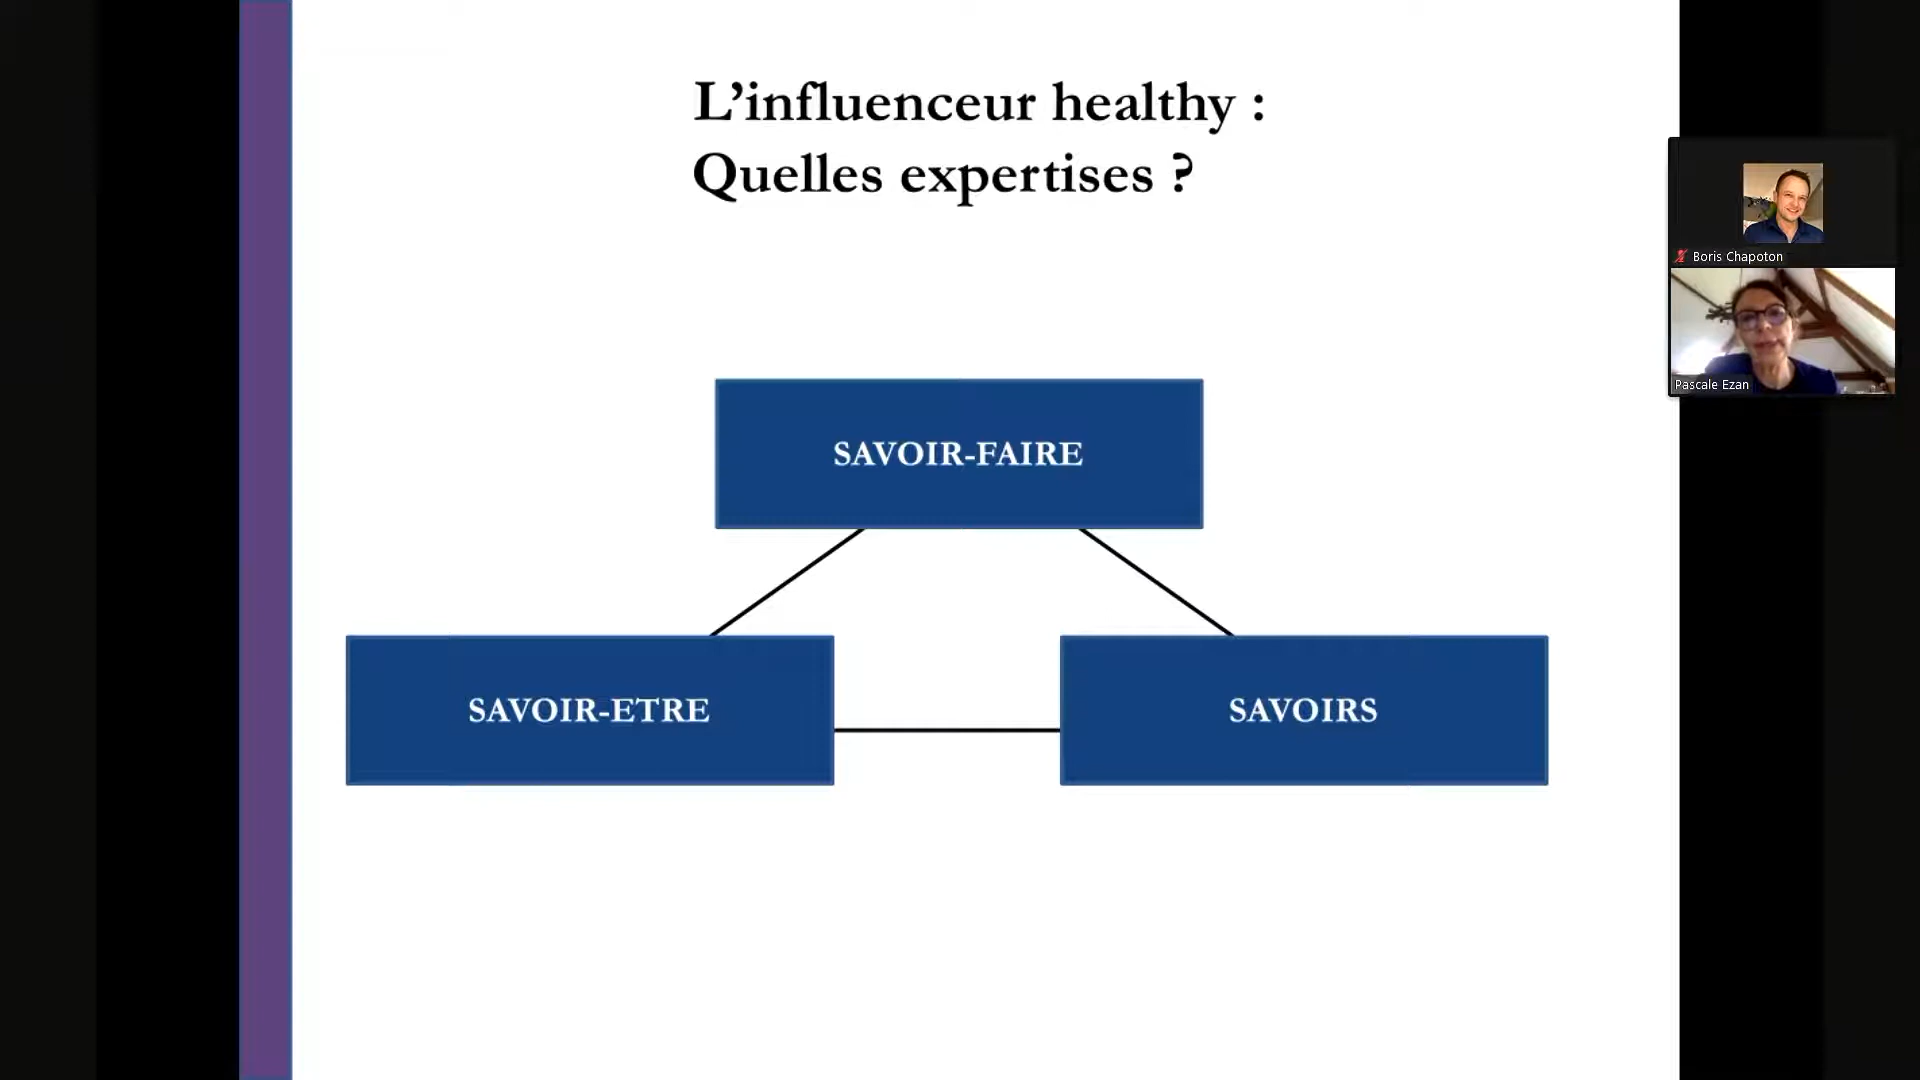 L’influenceur healthy :
Quelles expertises ?
Boris Chapoton
Pascale Ezan
SAVOIR-FAIRE
SAVOIR-ETRE
SAVOIRS